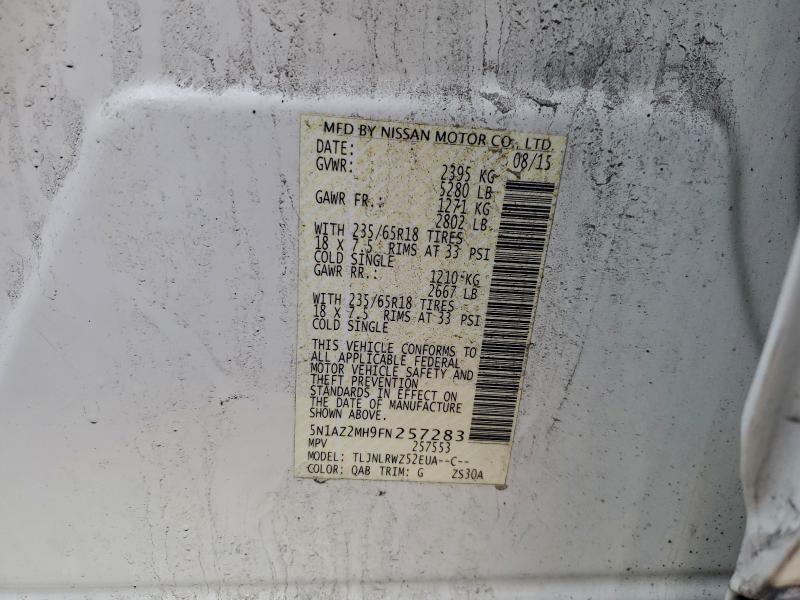 MFD BY NISSAN MOTOR CO., LTD.
DATE: 08/15
GVWR: 2395 KG
5280 LB
GAWR FR.: 1271 KG
2802 LB
WITH 235/65R18 TIRES
18 X 7.5 RIMS AT 33 PSI
COLD SINGLE
GAWR RR.: 1210 KG
2667 LB
WITH 235/65R18 TIRES
18 X 7.5 RIMS AT 33 PSI
COLD SINGLE
THIS VEHICLE CONFORMS TO
ALL APPLICABLE FEDERAL
MOTOR VEHICLE SAFETY AND
THEFT PREVENTION
STANDARDS IN EFFECT ON
THE DATE OF MANUFACTURE
SHOWN ABOVE.
5N1AZ2MH9FN257283
MPV 257553
MODEL: TLJNLRWZ52EUA--C--
COLOR: QAB TRIM: G ZS30A